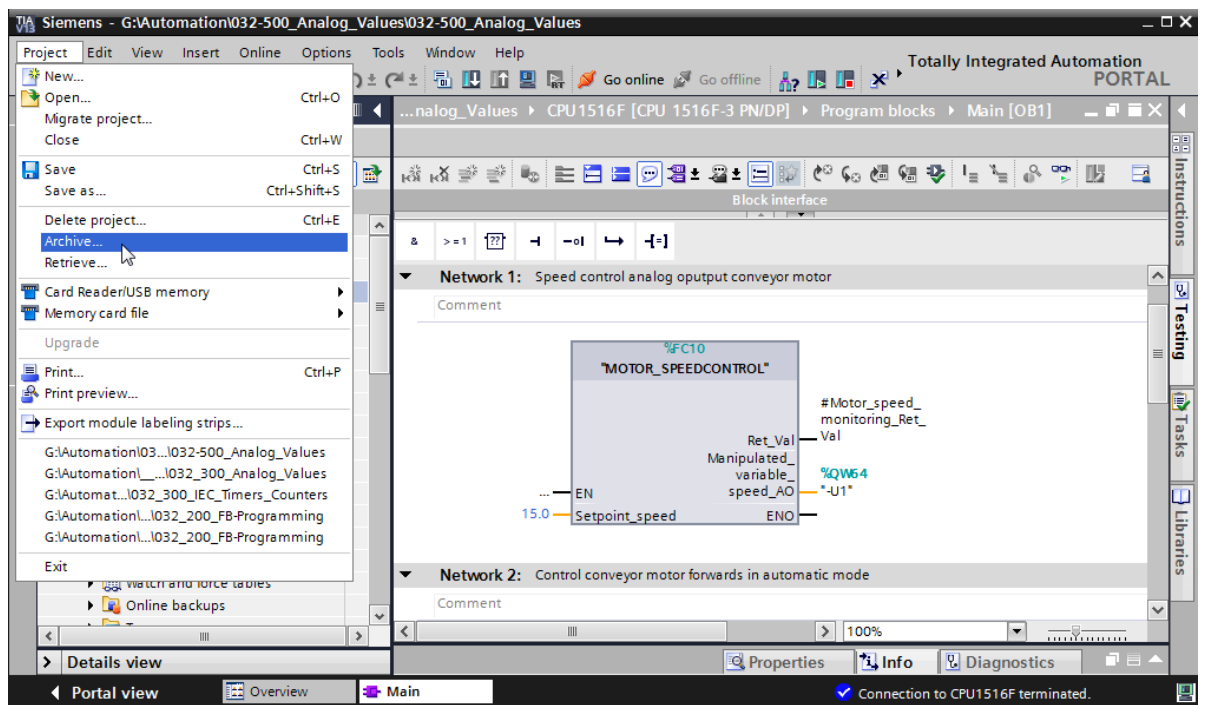 TIA V13 Siemens - G:\Automation\032-500_Analog_Values\032-500_Analog_Values
Project Edit View Insert Online Options Tools Window Help
Totally Integrated Automation
PORTAL
New...
Open... Ctrl+O
Migrate project...
Close Ctrl+W
Save Ctrl+S
Save as... Ctrl+Shift+S
Delete project... Ctrl+E
Archive...
Retrieve...
Card Reader/USB memory
Memory card file
Upgrade
Print... Ctrl+P
Print preview...
Export module labeling strips...
G:\Automation\03...\032-500_Analog_Values
G:\Automation\__...\032_300_Analog_Values
G:\Automat...\032_300_IEC_Timers_Counters
G:\Automation\...\032_200_FB-Programming
G:\Automation\...\032_200_FB-Programming
Exit
Watch and force tables
Online backups
Details view
Go online Go offline
...nalog_Values CPU1516F [CPU 1516F-3 PN/DP] Program blocks Main [OB1]
Block interface
& >=1 ??
Network 1: Speed control analog oputput conveyor motor
Comment
%FC10
"MOTOR_SPEEDCONTROL"
#Motor_speed_
monitoring_Ret_
Ret_Val Val
Manipulated_
variable_ %QW64
... EN speed_AO "-U1"
15.0 Setpoint_speed ENO
Network 2: Control conveyor motor forwards in automatic mode
Comment
100%
Properties Info Diagnostics
Instructions
Testing
Tasks
Libraries
Portal view Overview Main Connection to CPU1516F terminated.